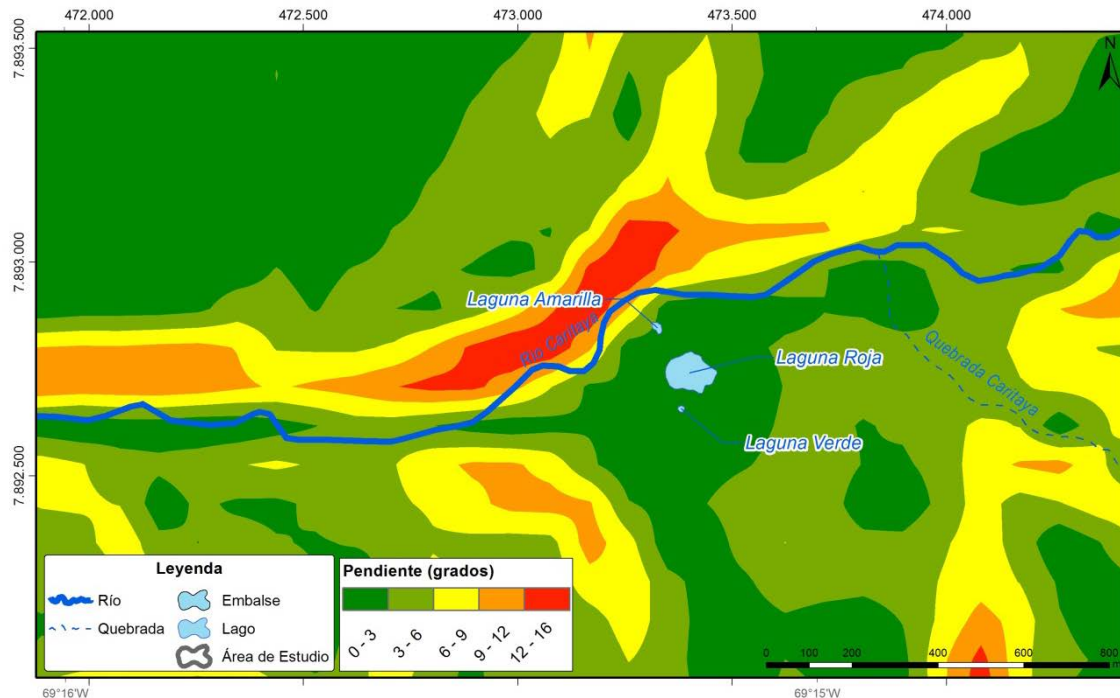 472.000 472.500 473.000 473.500 474.000
7.893.500
7.893.000
7.892.500
N
Laguna Amarilla
Río Caritaya
Laguna Roja
Quebrada Caritaya
Laguna Verde
Leyenda
Río
Quebrada
Embalse
Lago
Área de Estudio
Pendiente (grados)
0 - 3 3 - 6 6 - 9 9 - 12 12 - 16
0 100 200 400 600 800
m
69°16'W 69°15'W